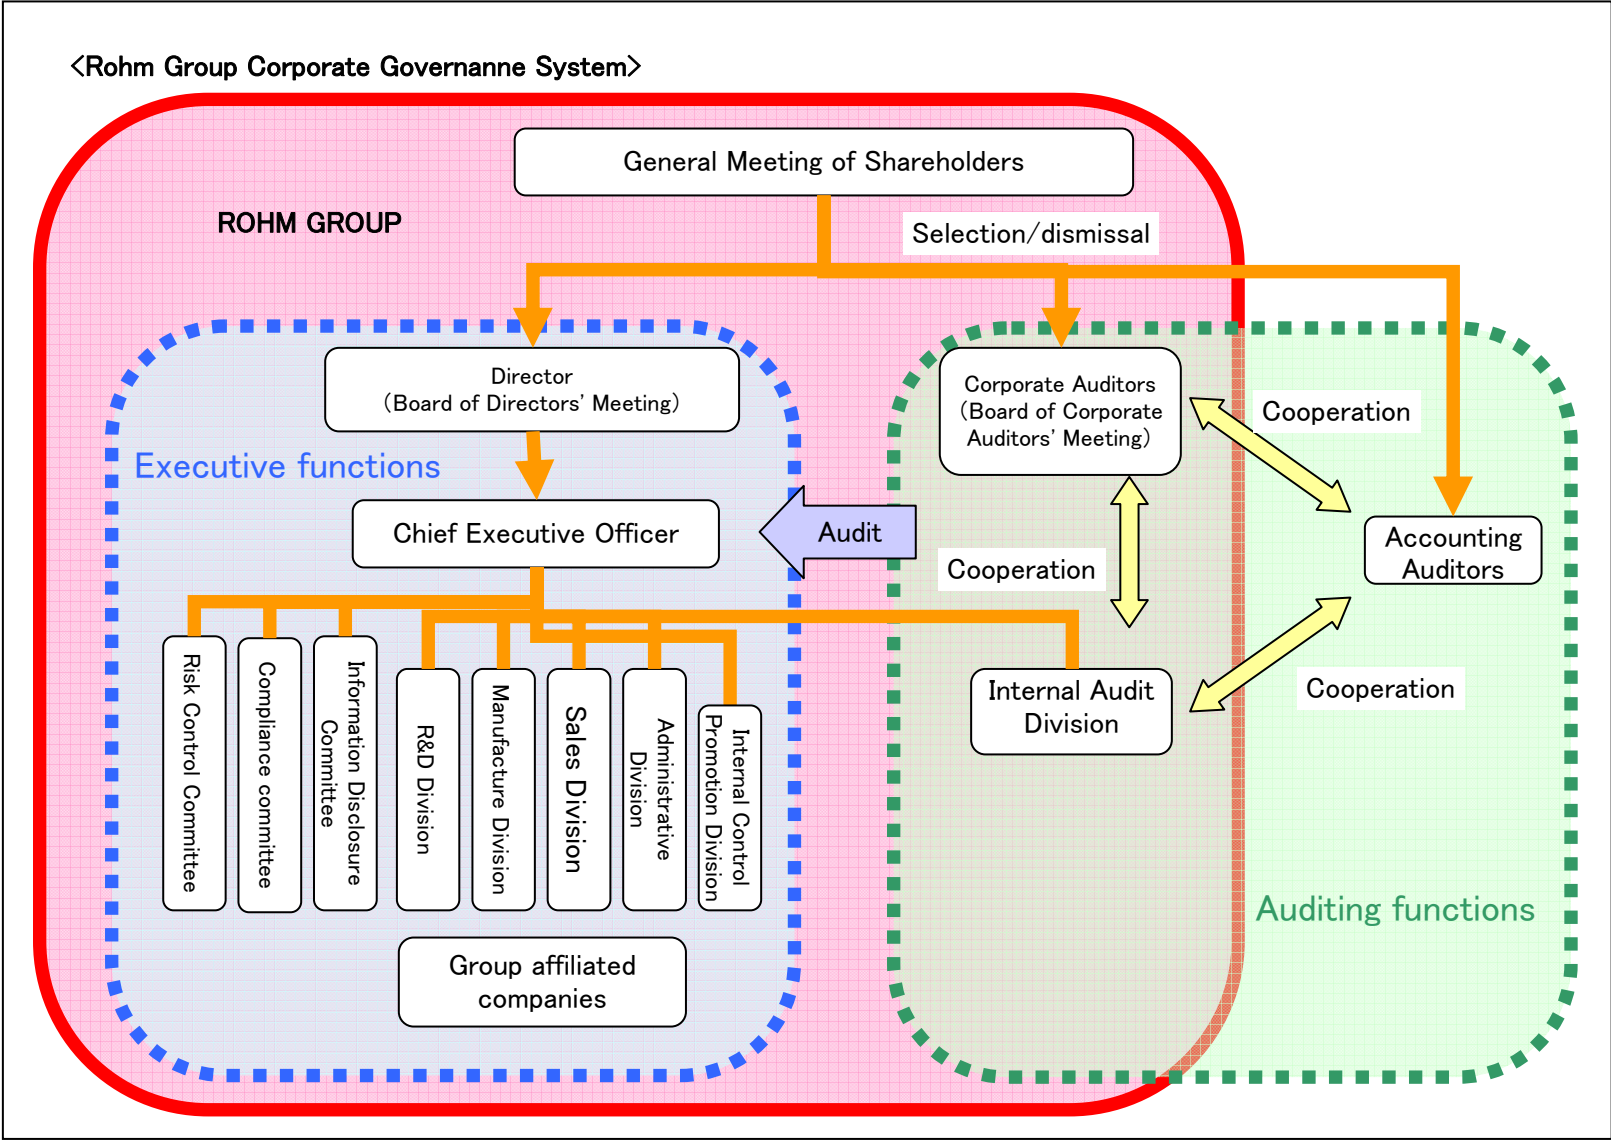 <Rohm Group Corporate Governanne System>
General Meeting of Shareholders
ROHM GROUP
Selection/dismissal
Director
(Board of Directors' Meeting)
Corporate Auditors
(Board of Corporate
Auditors' Meeting)
Cooperation
Executive functions
Chief Executive Officer
Audit
Accounting
Auditors
Cooperation
Risk Control Committee
Compliance committee
Information Disclosure
Committee
R&D Division
Manufacture Division
Sales Division
Administrative
Division
Internal Control
Promotion Division
Internal Audit
Division
Cooperation
Auditing functions
Group affiliated
companies